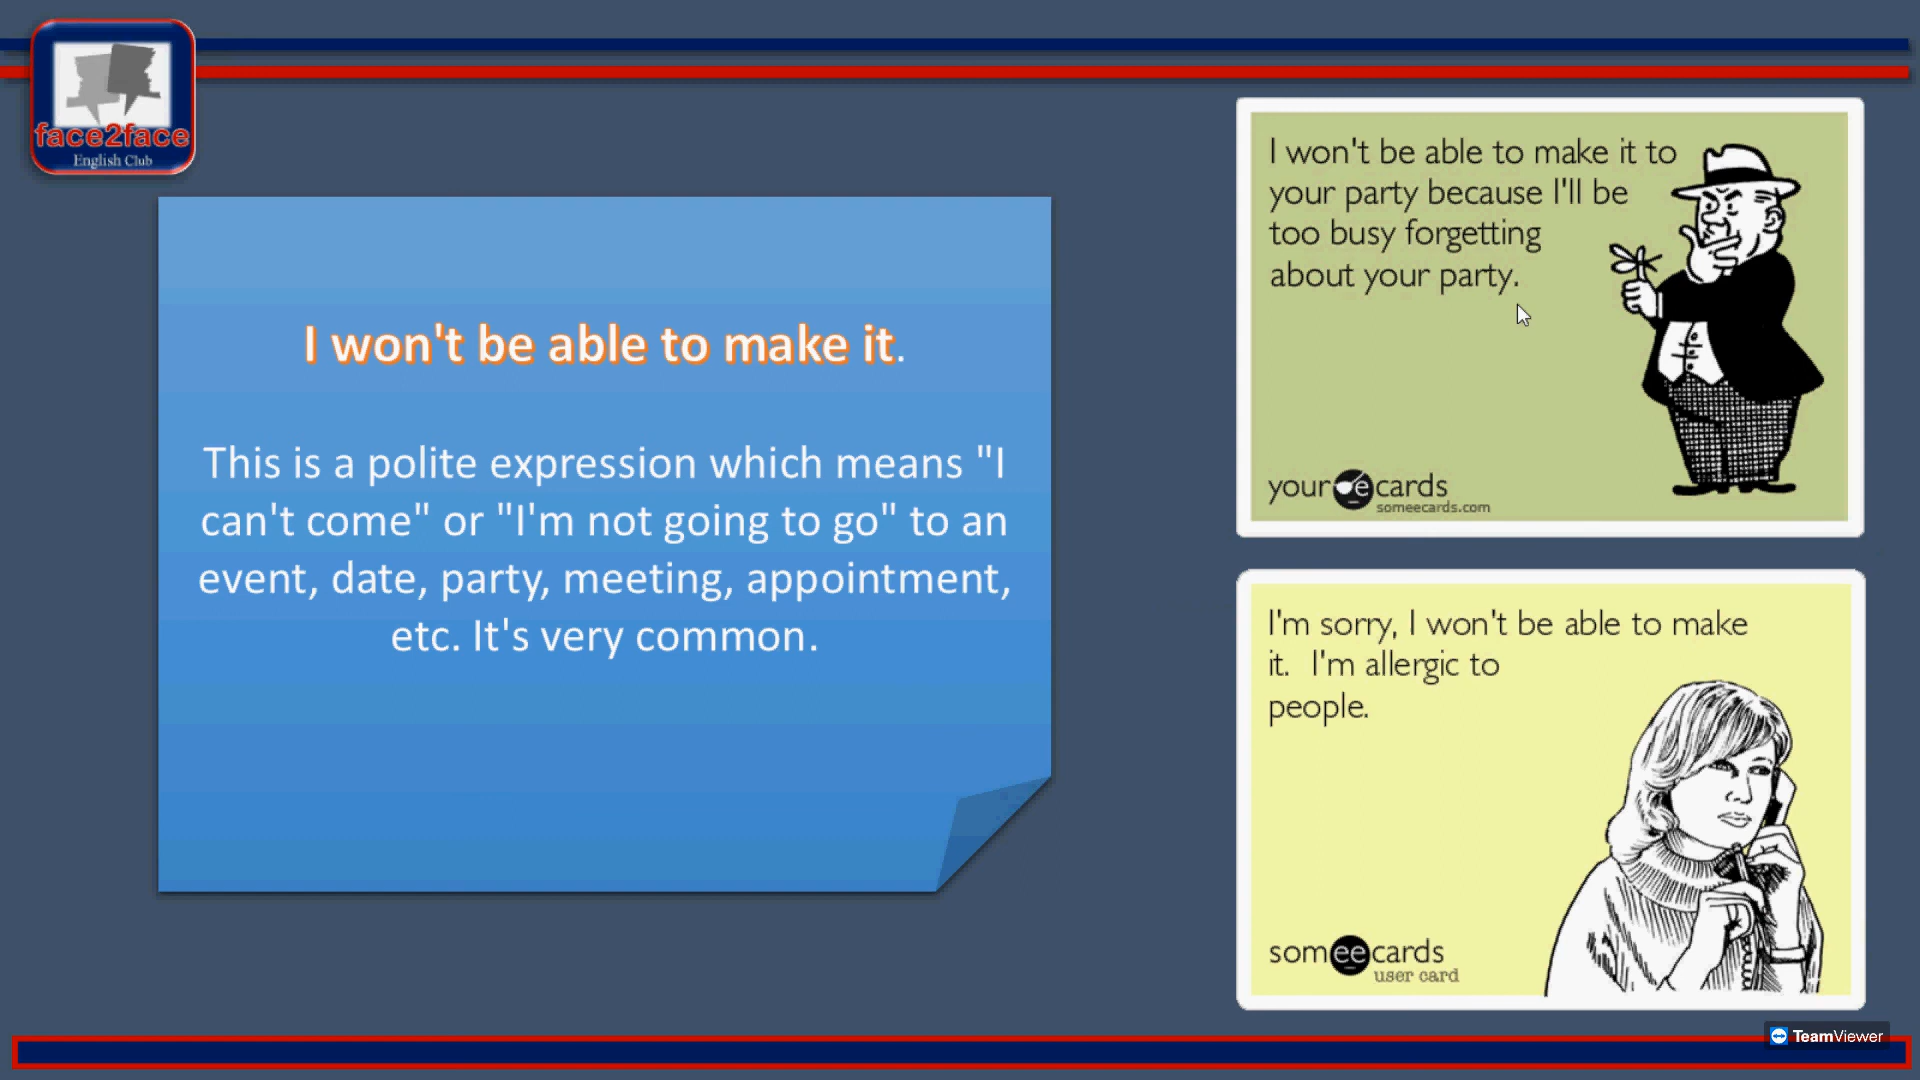 face2face
English Club
I won't be able to make it.
This is a polite expression which means "I
can't come" or "I'm not going to go" to an
event, date, party, meeting, appointment,
etc. It's very common.
I won't be able to make it to
your party because I'll be
too busy forgetting
about your party.
your e cards
someecards.com
I'm sorry, I won't be able to make
it. I'm allergic to
people.
someecards
user card
TeamViewer